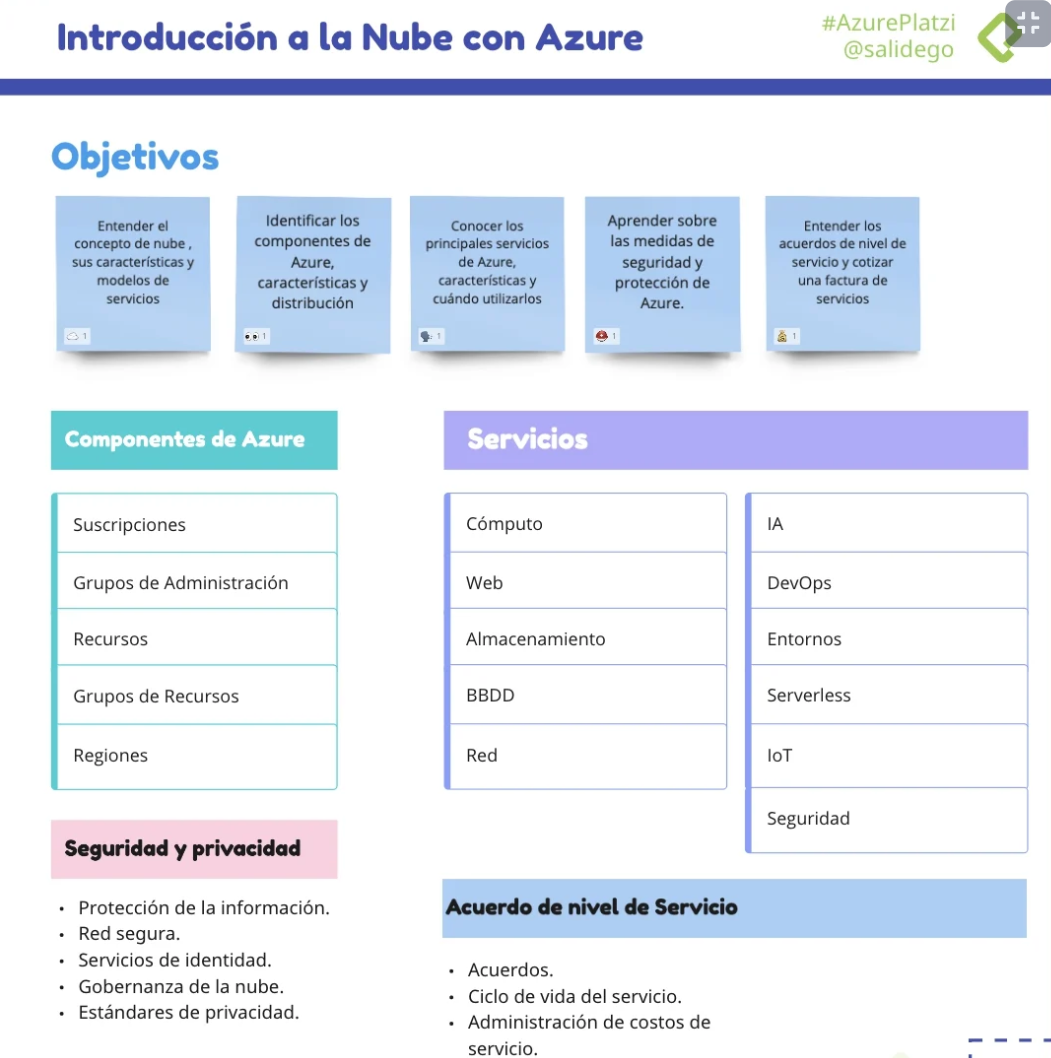 Introducción a la Nube con Azure
#AzurePlatzi
@salidego
Objetivos
Entender el
concepto de nube ,
sus características y
modelos de
servicios
1
Identificar los
componentes de
Azure,
características y
distribución
1
Conocer los
principales servicios
de Azure,
características y
cuándo utilizarlos
1
Aprender sobre
las medidas de
seguridad y
protección de
Azure.
1
Entender los
acuerdos de nivel de
servicio y cotizar
una factura de
servicios
1
Componentes de Azure
Suscripciones
Grupos de Administración
Recursos
Grupos de Recursos
Regiones
Servicios
Cómputo
Web
Almacenamiento
BBDD
Red
IA
DevOps
Entornos
Serverless
IoT
Seguridad
Seguridad y privacidad
• Protección de la información.
• Red segura.
• Servicios de identidad.
• Gobernanza de la nube.
• Estándares de privacidad.
Acuerdo de nivel de Servicio
• Acuerdos.
• Ciclo de vida del servicio.
• Administración de costos de
servicio.